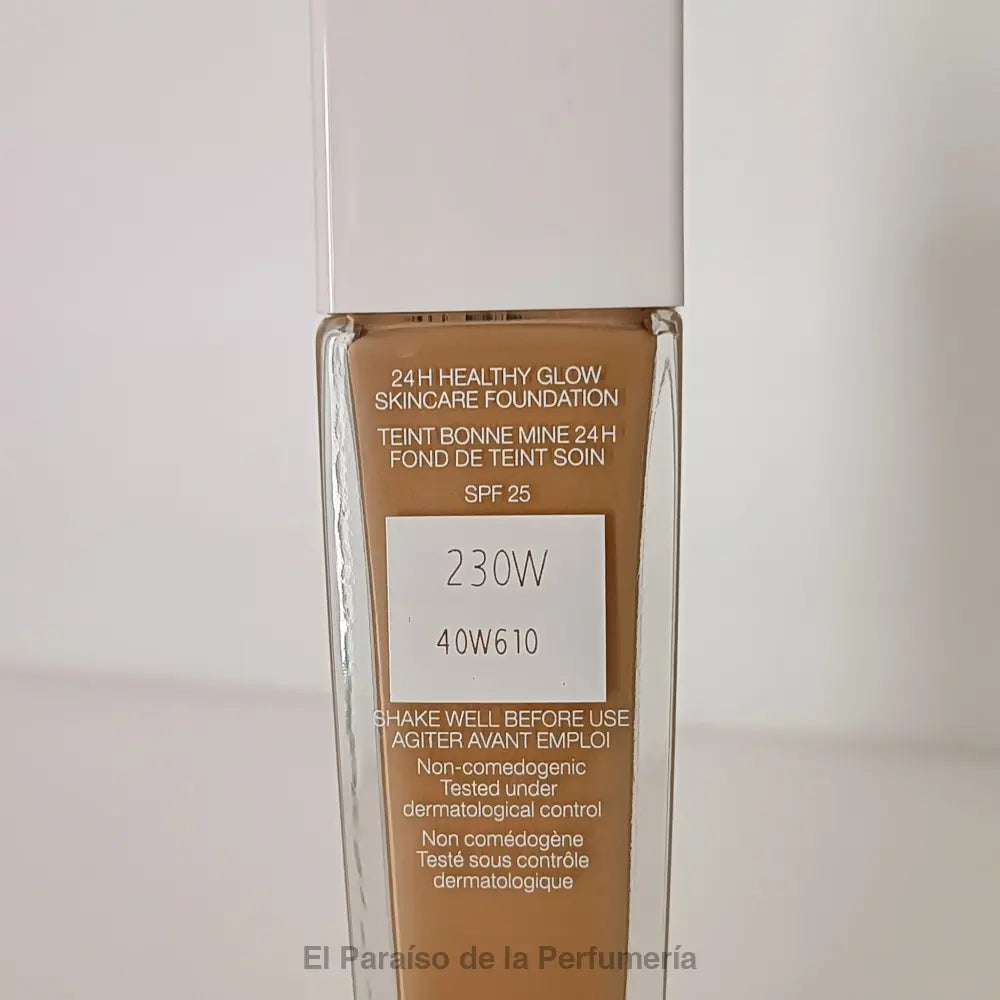 24H HEALTHY GLOW
SKINCARE FOUNDATION
TEINT BONNE MINE 24H
FOND DE TEINT SOIN
SPF 25
230W
40W610
SHAKE WELL BEFORE USE
AGITER AVANT EMPLOI
Non-comedogenic
Tested under
dermatological control
Non comédogène
Testé sous contrôle
dermatologique
El Paraíso de la Perfumería